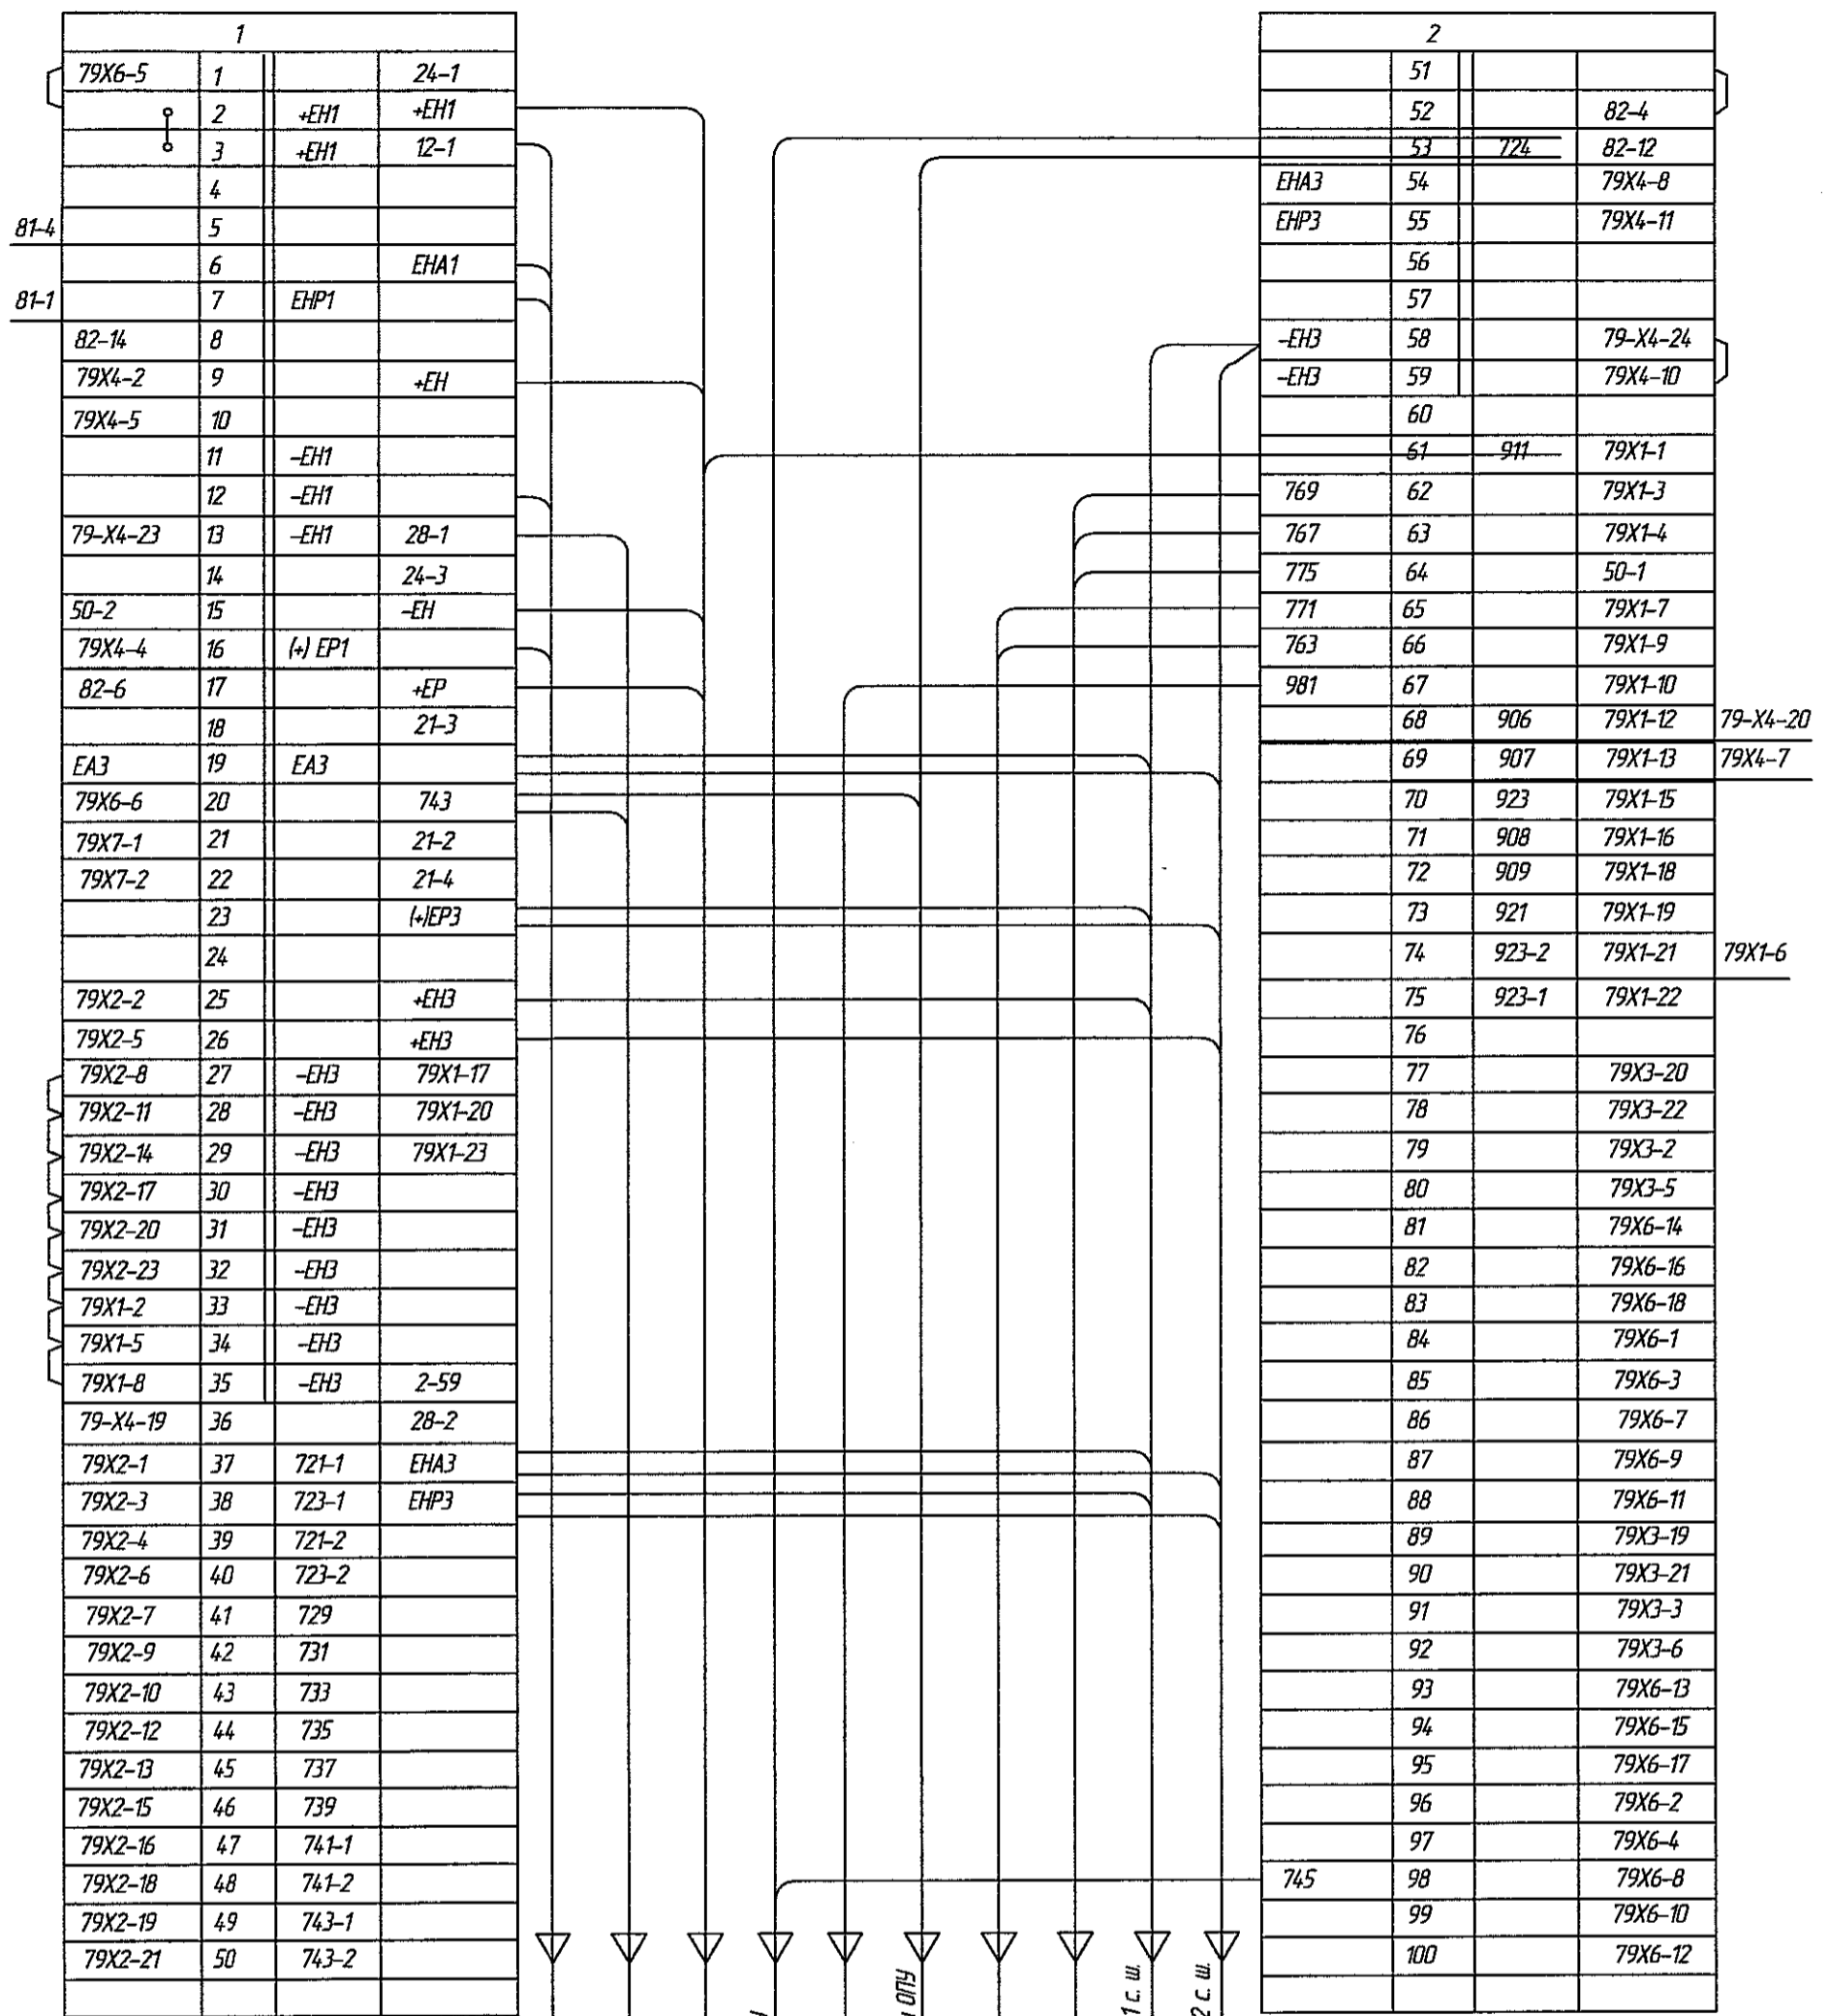 1
79X6-5 1 24-1
2 +EH1 +EH1
3 +EH1 12-1
4
81-4 5
6 EHA1
81-1 7 EHP1
82-14 8
79X4-2 9 +EH
79X4-5 10
11 -EH1
12 -EH1
79-X4-23 13 -EH1 28-1
14 24-3
50-2 15 -EH
79X4-4 16 (+) EP1
82-6 17 +EP
18 21-3
EA3 19 EA3
79X6-6 20 743
79X7-1 21 21-2
79X7-2 22 21-4
23 (+)EP3
24
79X2-2 25 +EH3
79X2-5 26 +EH3
79X2-8 27 -EH3 79X1-17
79X2-11 28 -EH3 79X1-20
79X2-14 29 -EH3 79X1-23
79X2-17 30 -EH3
79X2-20 31 -EH3
79X2-23 32 -EH3
79X1-2 33 -EH3
79X1-5 34 -EH3
79X1-8 35 -EH3 2-59
79-X4-19 36 28-2
79X2-1 37 721-1 EHA3
79X2-3 38 723-1 EHP3
79X2-4 39 721-2
79X2-6 40 723-2
79X2-7 41 729
79X2-9 42 731
79X2-10 43 733
79X2-12 44 735
79X2-13 45 737
79X2-15 46 739
79X2-16 47 741-1
79X2-18 48 741-2
79X2-19 49 743-1
79X2-21 50 743-2
ОПУ
1 с. ш.
2 с. ш.
2
51
52 82-4
53 724 82-12
EHA3 54 79X4-8
EHP3 55 79X4-11
56
57
-EH3 58 79-X4-24
-EH3 59 79X4-10
60
61 911 79X1-1
769 62 79X1-3
767 63 79X1-4
775 64 50-1
771 65 79X1-7
763 66 79X1-9
981 67 79X1-10
68 906 79X1-12 79-X4-20
69 907 79X1-13 79X4-7
70 923 79X1-15
71 908 79X1-16
72 909 79X1-18
73 921 79X1-19
74 923-2 79X1-21 79X1-6
75 923-1 79X1-22
76
77 79X3-20
78 79X3-22
79 79X3-2
80 79X3-5
81 79X6-14
82 79X6-16
83 79X6-18
84 79X6-1
85 79X6-3
86 79X6-7
87 79X6-9
88 79X6-11
89 79X3-19
90 79X3-21
91 79X3-3
92 79X3-6
93 79X6-13
94 79X6-15
95 79X6-17
96 79X6-2
97 79X6-4
745 98 79X6-8
99 79X6-10
100 79X6-12